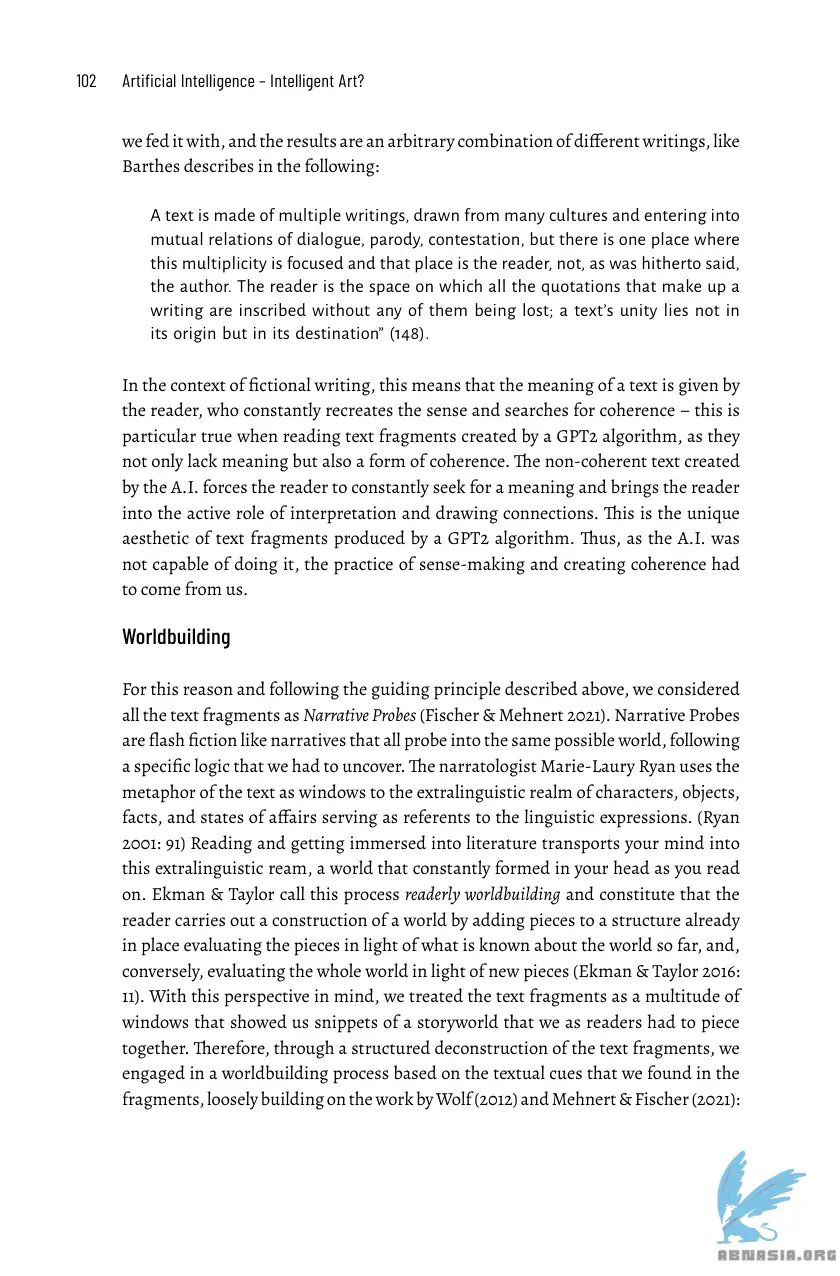 102 Artificial Intelligence – Intelligent Art?
we fed it with, and the results are an arbitrary combination of different writings, like
Barthes describes in the following:
A text is made of multiple writings, drawn from many cultures and entering into
mutual relations of dialogue, parody, contestation, but there is one place where
this multiplicity is focused and that place is the reader, not, as was hitherto said,
the author. The reader is the space on which all the quotations that make up a
writing are inscribed without any of them being lost; a text’s unity lies not in
its origin but in its destination” (148).
In the context of fictional writing, this means that the meaning of a text is given by
the reader, who constantly recreates the sense and searches for coherence – this is
particular true when reading text fragments created by a GPT2 algorithm, as they
not only lack meaning but also a form of coherence. The non-coherent text created
by the A.I. forces the reader to constantly seek for a meaning and brings the reader
into the active role of interpretation and drawing connections. This is the unique
aesthetic of text fragments produced by a GPT2 algorithm. Thus, as the A.I. was
not capable of doing it, the practice of sense-making and creating coherence had
to come from us.
Worldbuilding
For this reason and following the guiding principle described above, we considered
all the text fragments as Narrative Probes (Fischer & Mehnert 2021). Narrative Probes
are flash fiction like narratives that all probe into the same possible world, following
a specific logic that we had to uncover. The narratologist Marie-Laury Ryan uses the
metaphor of the text as windows to the extralinguistic realm of characters, objects,
facts, and states of affairs serving as referents to the linguistic expressions. (Ryan
2001: 91) Reading and getting immersed into literature transports your mind into
this extralinguistic ream, a world that constantly formed in your head as you read
on. Ekman & Taylor call this process readerly worldbuilding and constitute that the
reader carries out a construction of a world by adding pieces to a structure already
in place evaluating the pieces in light of what is known about the world so far, and,
conversely, evaluating the whole world in light of new pieces (Ekman & Taylor 2016:
11). With this perspective in mind, we treated the text fragments as a multitude of
windows that showed us snippets of a storyworld that we as readers had to piece
together. Therefore, through a structured deconstruction of the text fragments, we
engaged in a worldbuilding process based on the textual cues that we found in the
fragments, loosely building on the work by Wolf (2012) and Mehnert & Fischer (2021):
ABNASIA.ORG